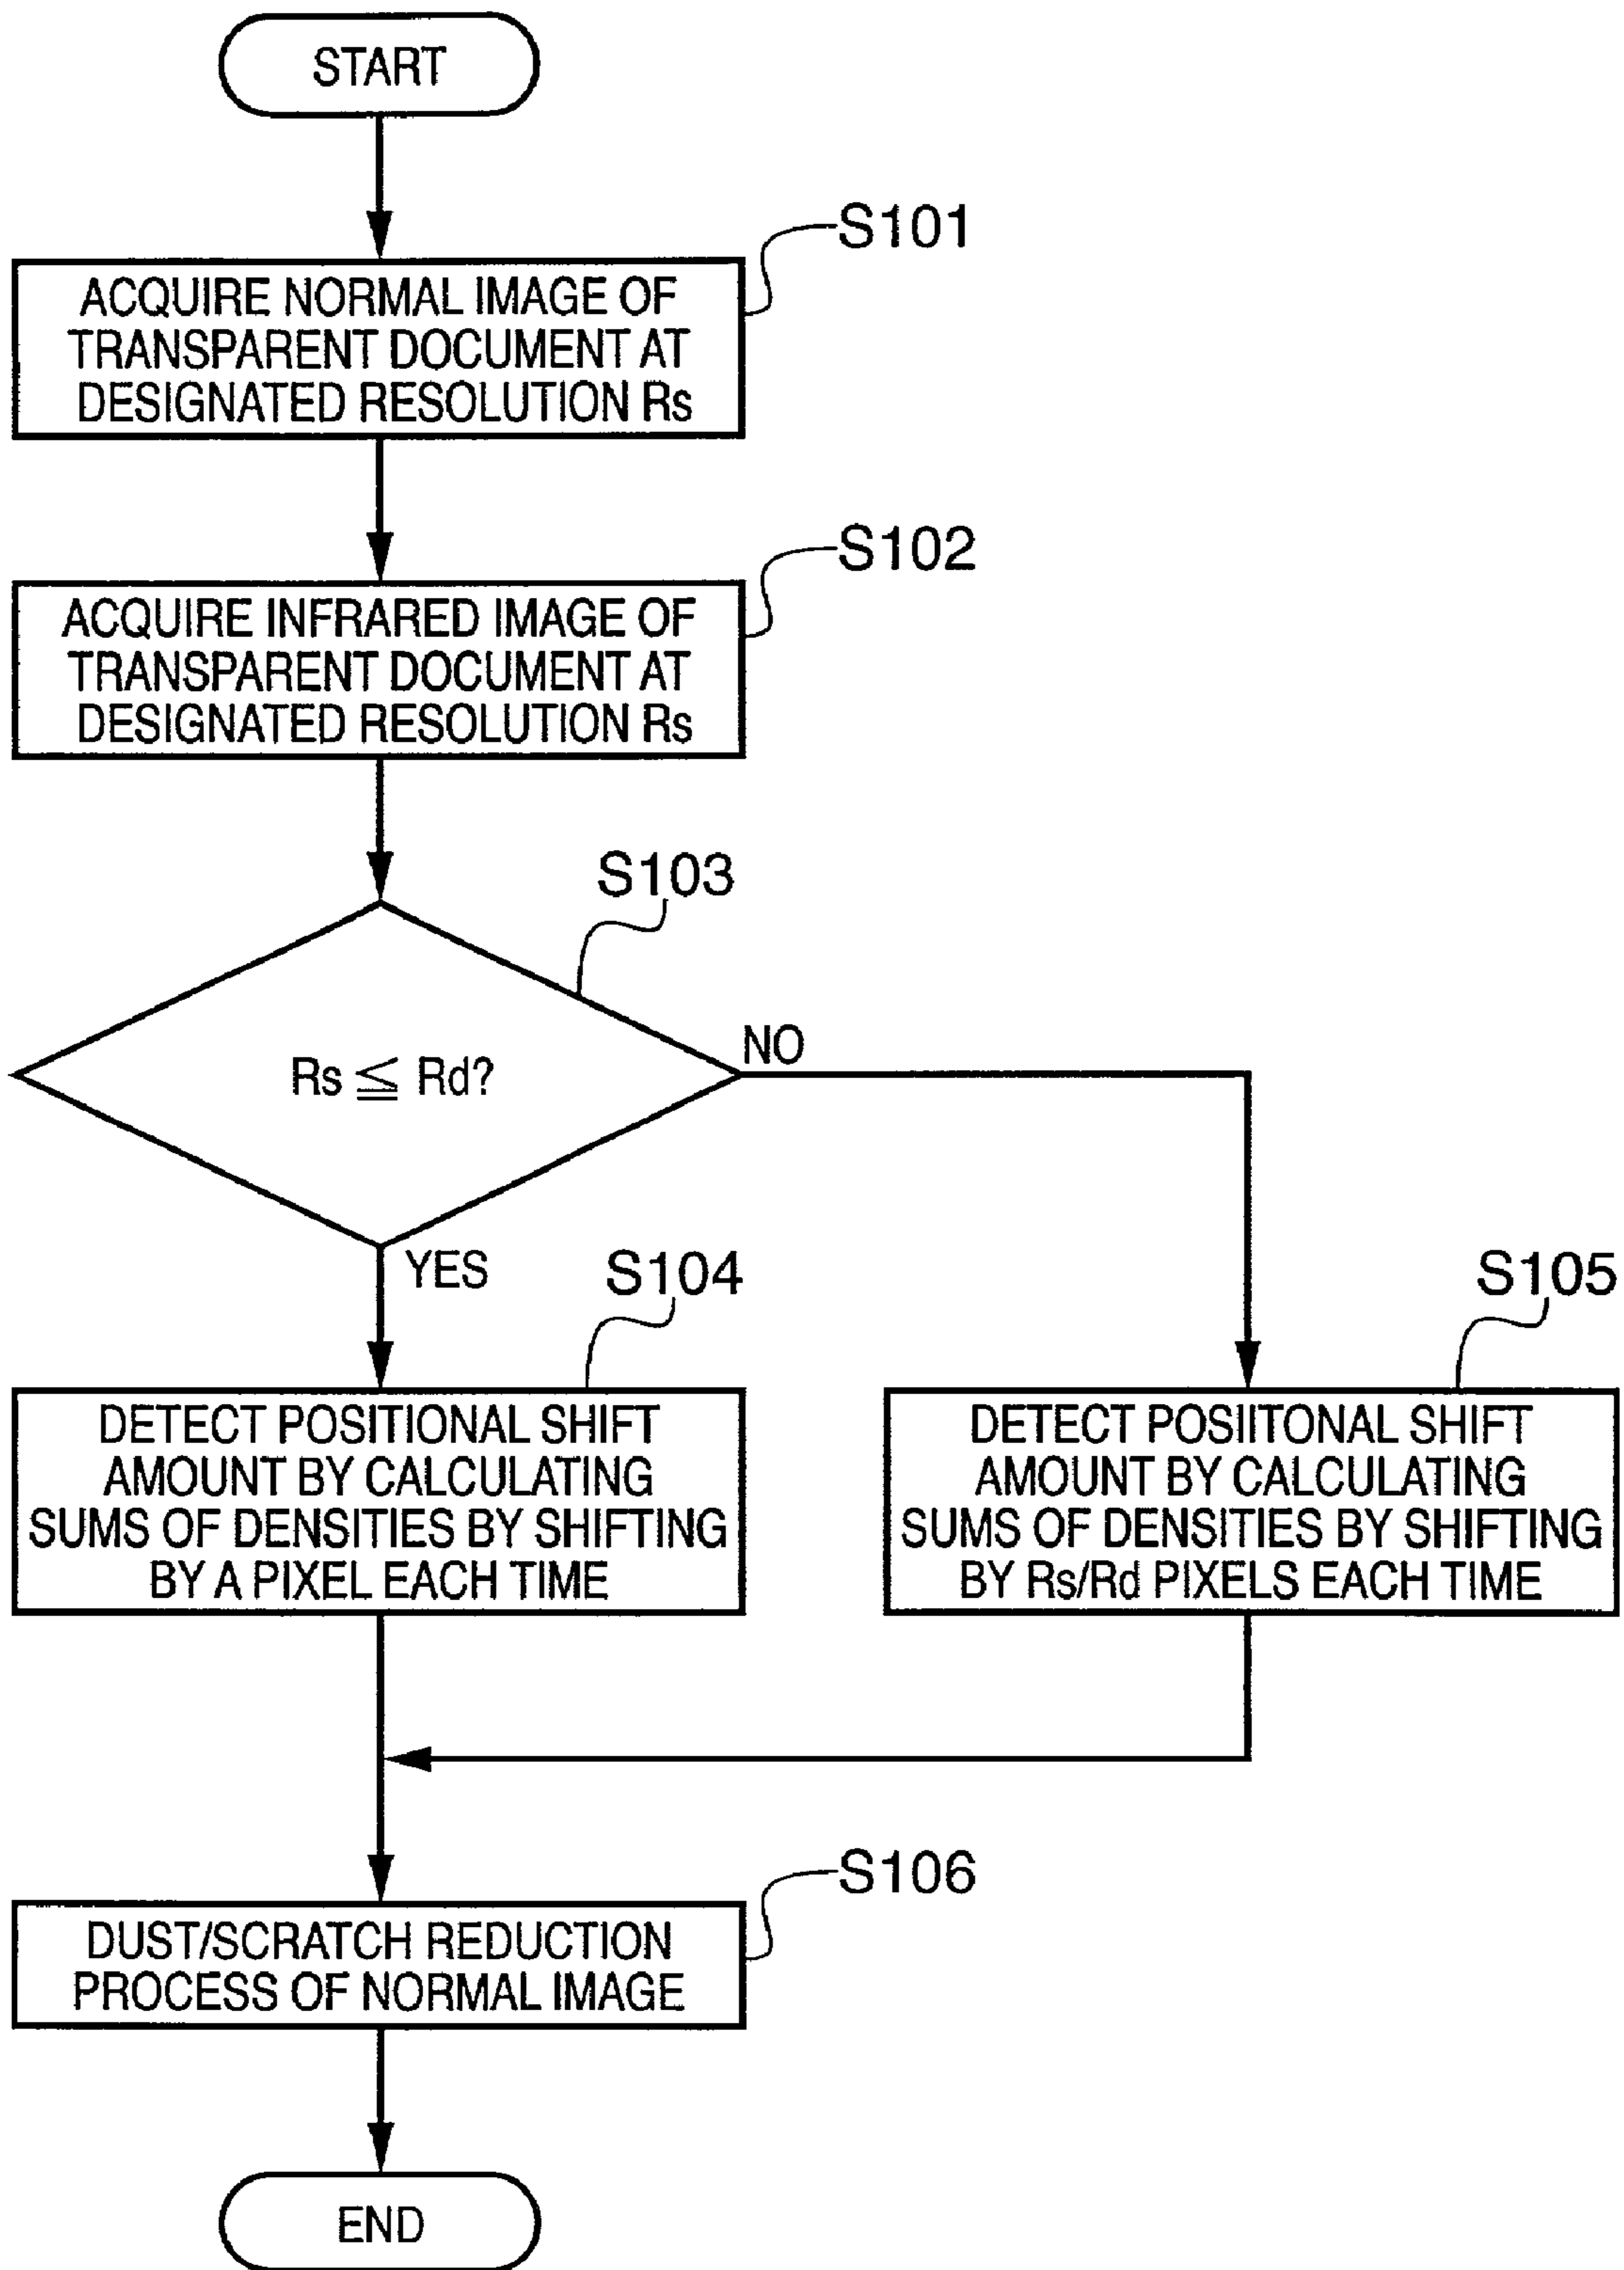 START
S101
ACQUIRE NORMAL IMAGE OF
TRANSPARENT DOCUMENT AT
DESIGNATED RESOLUTION Rs
S102
ACQUIRE INFRARED IMAGE OF
TRANSPARENT DOCUMENT AT
DESIGNATED RESOLUTION Rs
S103
Rs ≦ Rd?
NO
YES
S104
DETECT POSITIONAL SHIFT
AMOUNT BY CALCULATING
SUMS OF DENSITIES BY SHIFTING
BY A PIXEL EACH TIME
S105
DETECT POSIITONAL SHIFT
AMOUNT BY CALCULATING
SUMS OF DENSITIES BY SHIFTING
BY Rs/Rd PIXELS EACH TIME
S106
DUST/SCRATCH REDUCTION
PROCESS OF NORMAL IMAGE
END